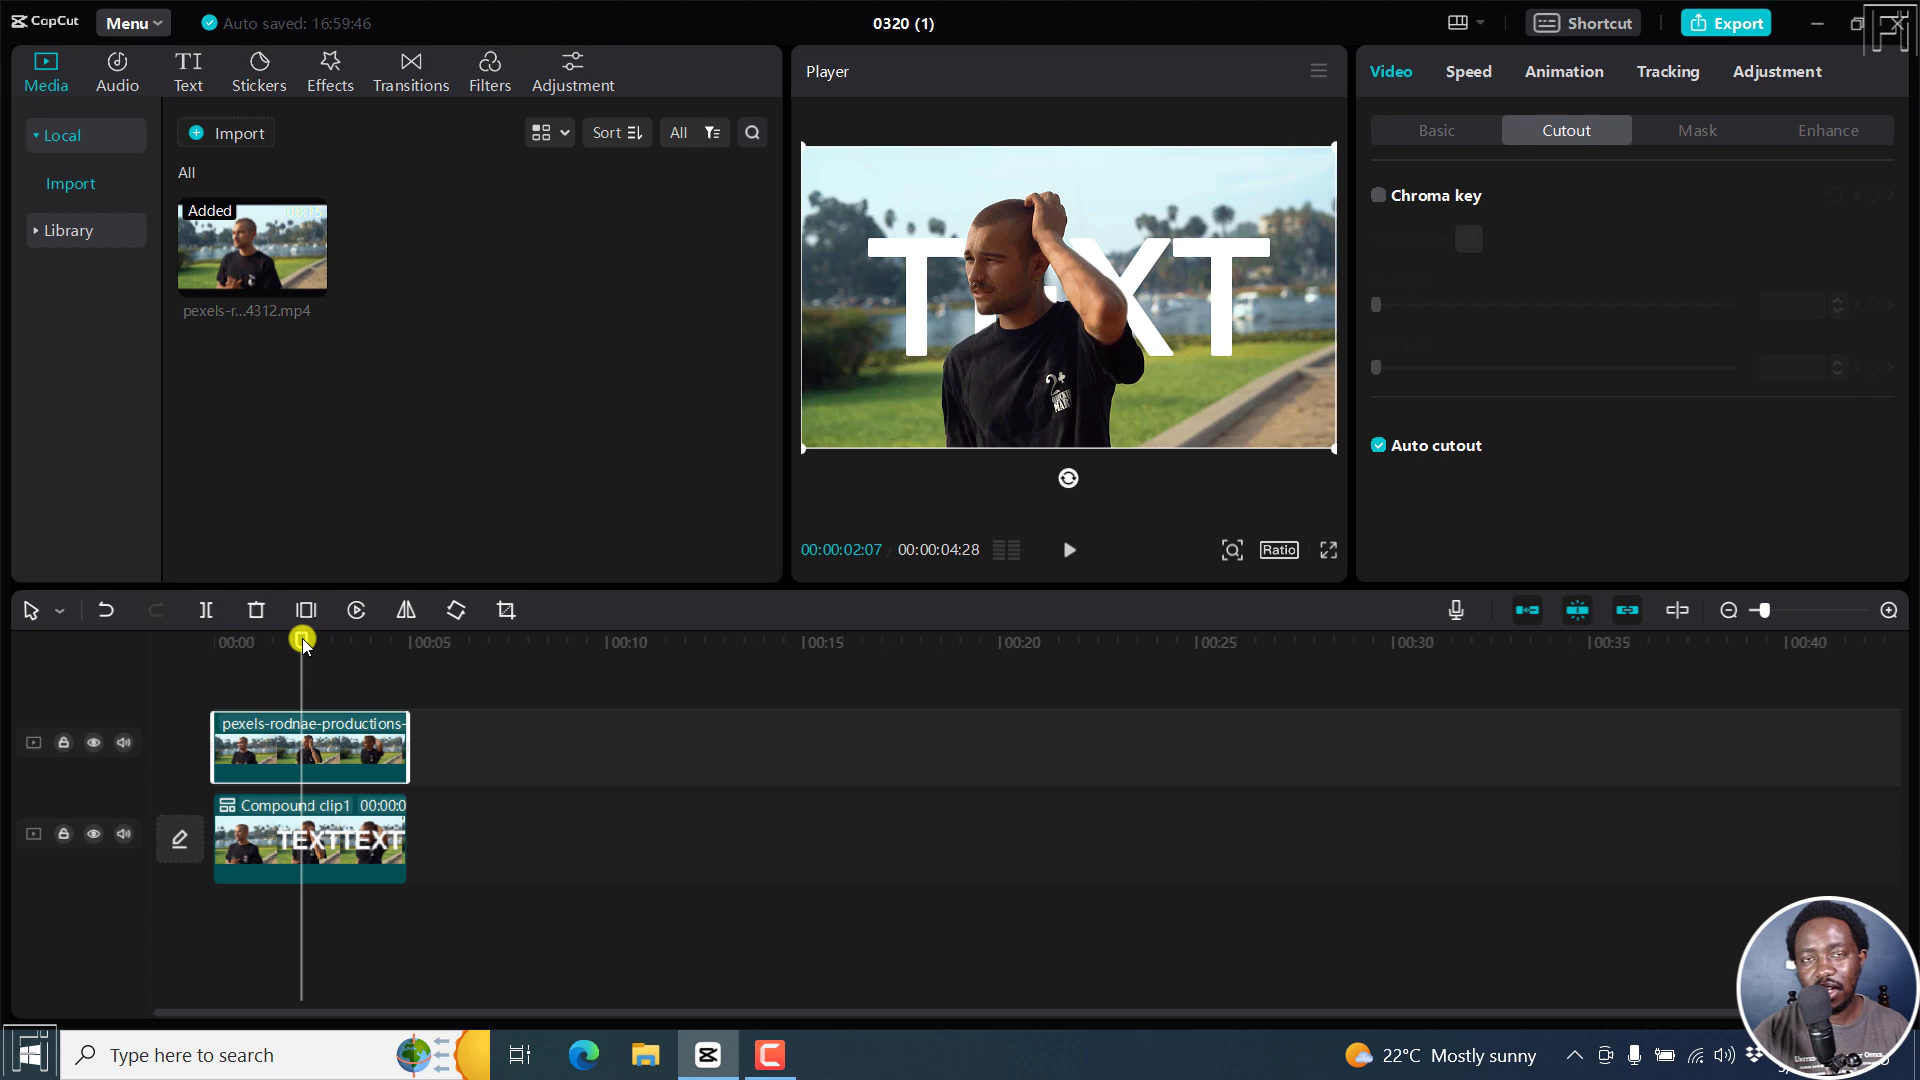 CapCut
Menu
Auto saved: 16:59:46
0320 (1)
Shortcut
Export
Media
Audio
Text
Stickers
Effects
Transitions
Filters
Adjustment
Local
Import
Library
Import
Sort
All
All
Added
pexels-r...4312.mp4
Player
TEXT
00:00:02:07 / 00:00:04:28
Ratio
Video
Speed
Animation
Tracking
Adjustment
Basic
Cutout
Mask
Enhance
Chroma key
Auto cutout
00:00
00:05
00:10
00:15
00:20
00:25
00:30
00:35
00:40
pexels-rodnae-productions-
Compound clip1 00:00:0
TEXTTEXT
Type here to search
22°C Mostly sunny